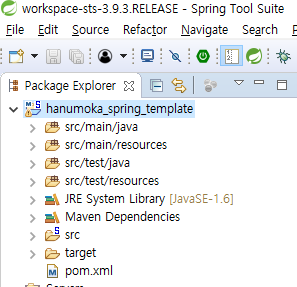 workspace-sts-3.9.3.RELEASE - Spring Tool Suite
File Edit Source Refactor Navigate Search
Package Explorer
hanumoka_spring_template
src/main/java
src/main/resources
src/test/java
src/test/resources
JRE System Library [JavaSE-1.6]
Maven Dependencies
src
target
pom.xml
Servers